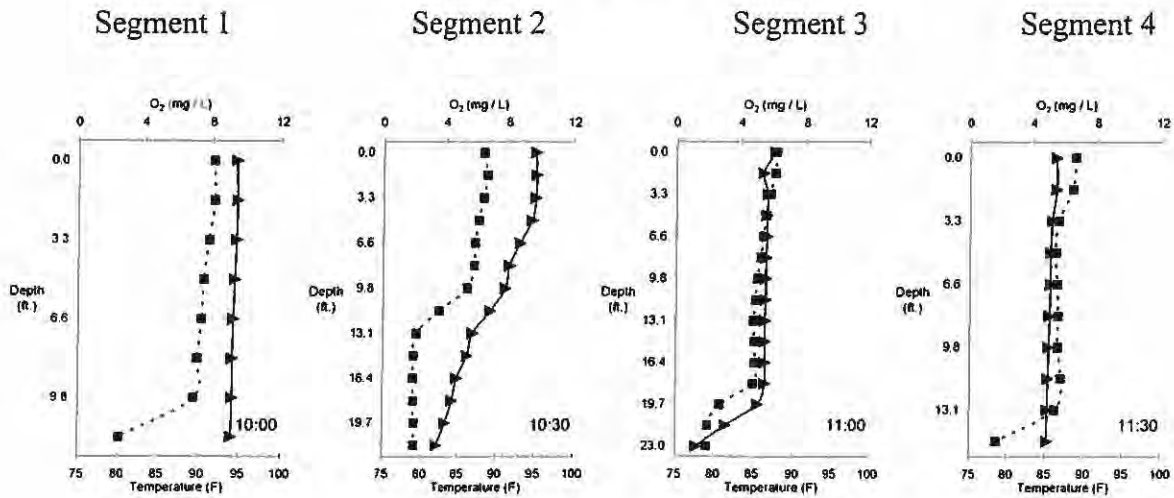 Segment 1
Segment 2
Segment 3
Segment 4
O₂ (mg / L)
0 4 8 12
0.0
3.3
6.6
9.8
Depth
(ft.)
10:00
75 80 85 90 95 100
Temperature (F)
O₂ (mg / L)
0 4 8 12
0.0
3.3
6.6
9.8
13.1
16.4
19.7
Depth
(ft.)
10:30
75 80 85 90 95 100
Temperature (F)
O₂ (mg / L)
0 4 8 12
0.0
3.3
6.6
9.8
13.1
16.4
19.7
23.0
Depth
(ft.)
11:00
75 80 85 90 95 100
Temperature (F)
O₂ (mg / L)
0 4 8 12
0.0
3.3
6.6
9.8
13.1
Depth
(ft.)
11:30
75 80 85 90 95 100
Temperature (F)